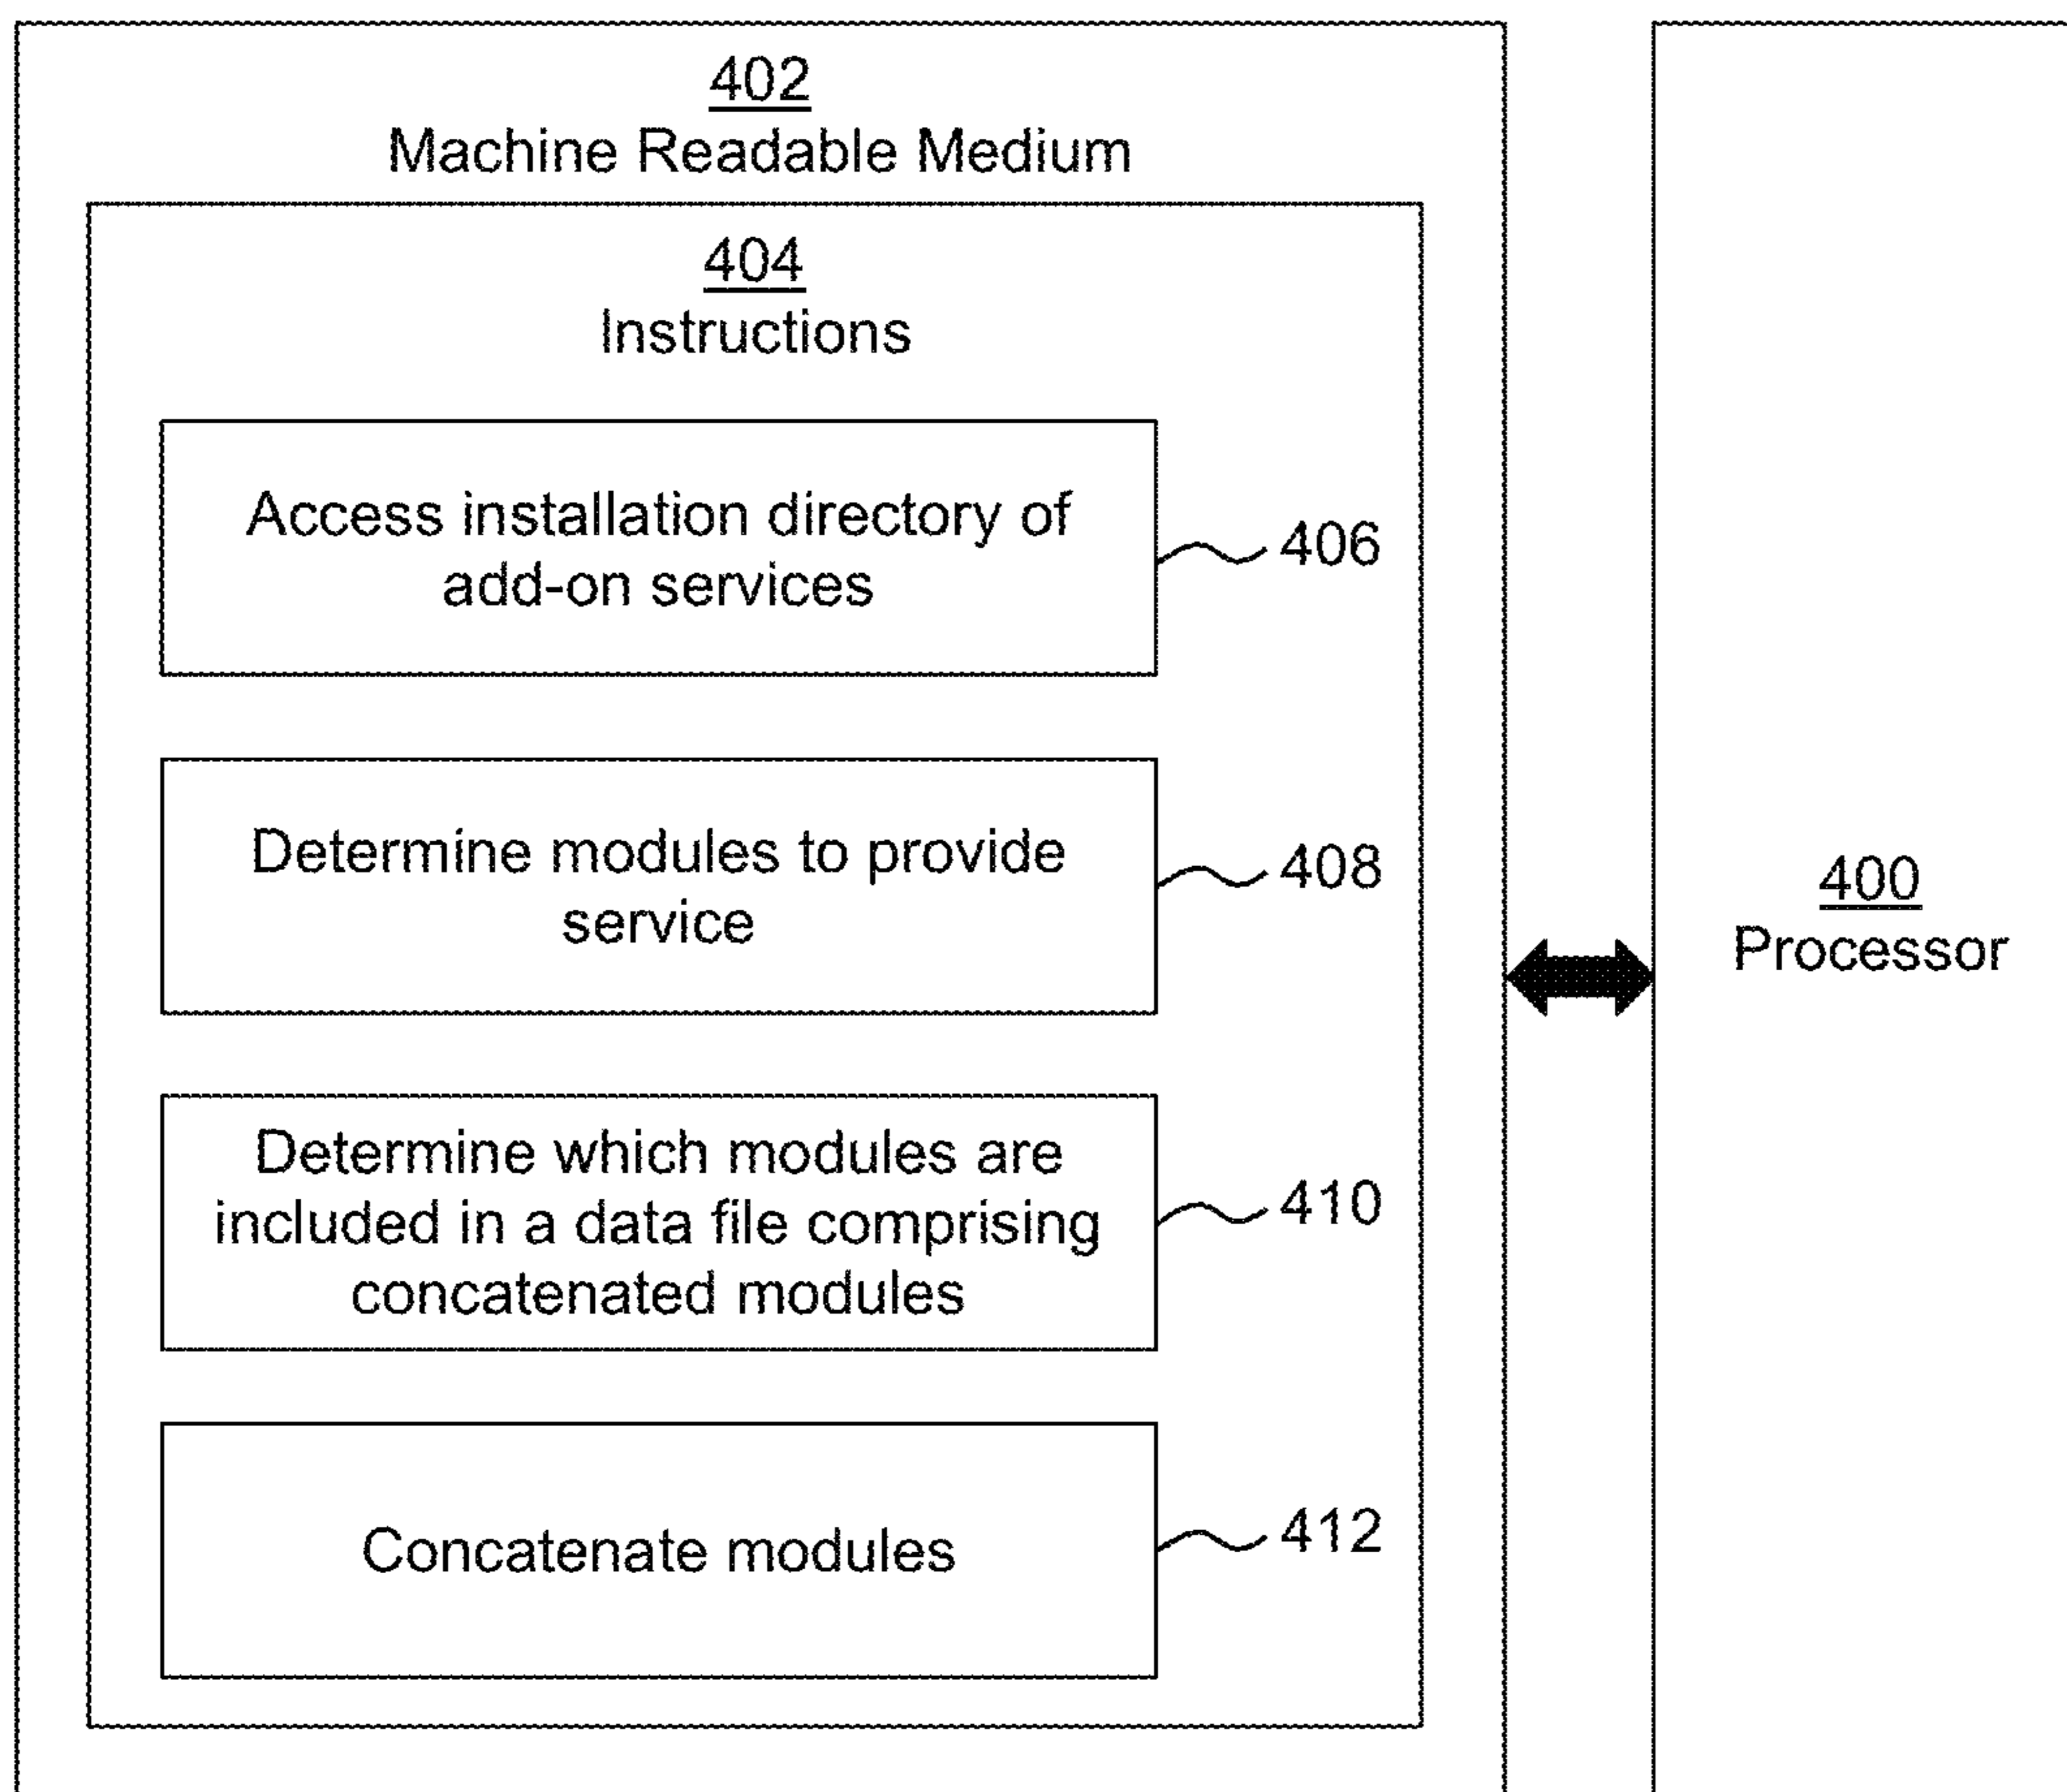 402
Machine Readable Medium
404
Instructions
Access installation directory of
add-on services
406
Determine modules to provide
service
408
Determine which modules are
included in a data file comprising
concatenated modules
410
Concatenate modules
412
400
Processor